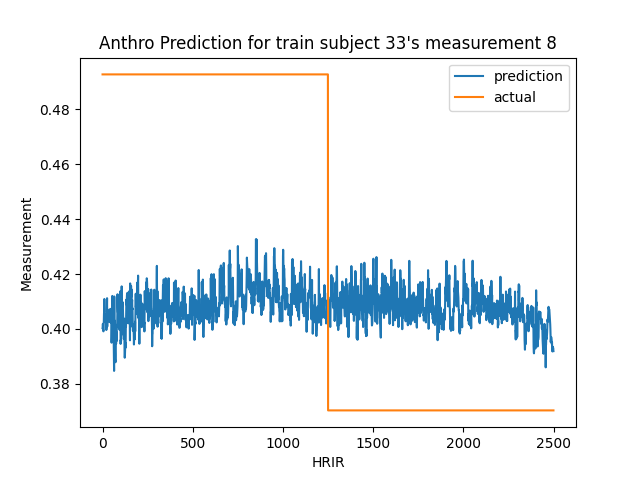 Anthro Prediction for train subject 33's measurement 8
prediction
actual
0.48
0.46
0.44
0.42
0.40
0.38
Measurement
0
500
1000
1500
2000
2500
HRIR